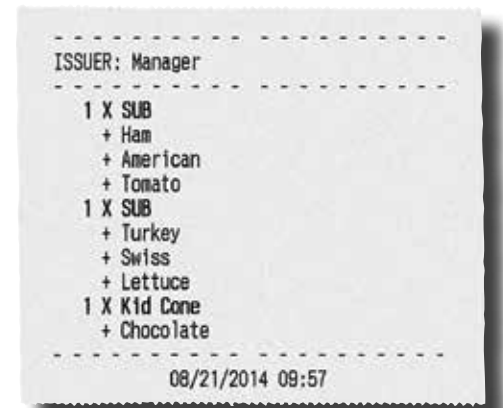 ISSUER: Manager
1 X SUB
+ Ham
+ American
+ Tomato
1 X SUB
+ Turkey
+ Swiss
+ Lettuce
1 X Kid Cone
+ Chocolate
08/21/2014 09:57